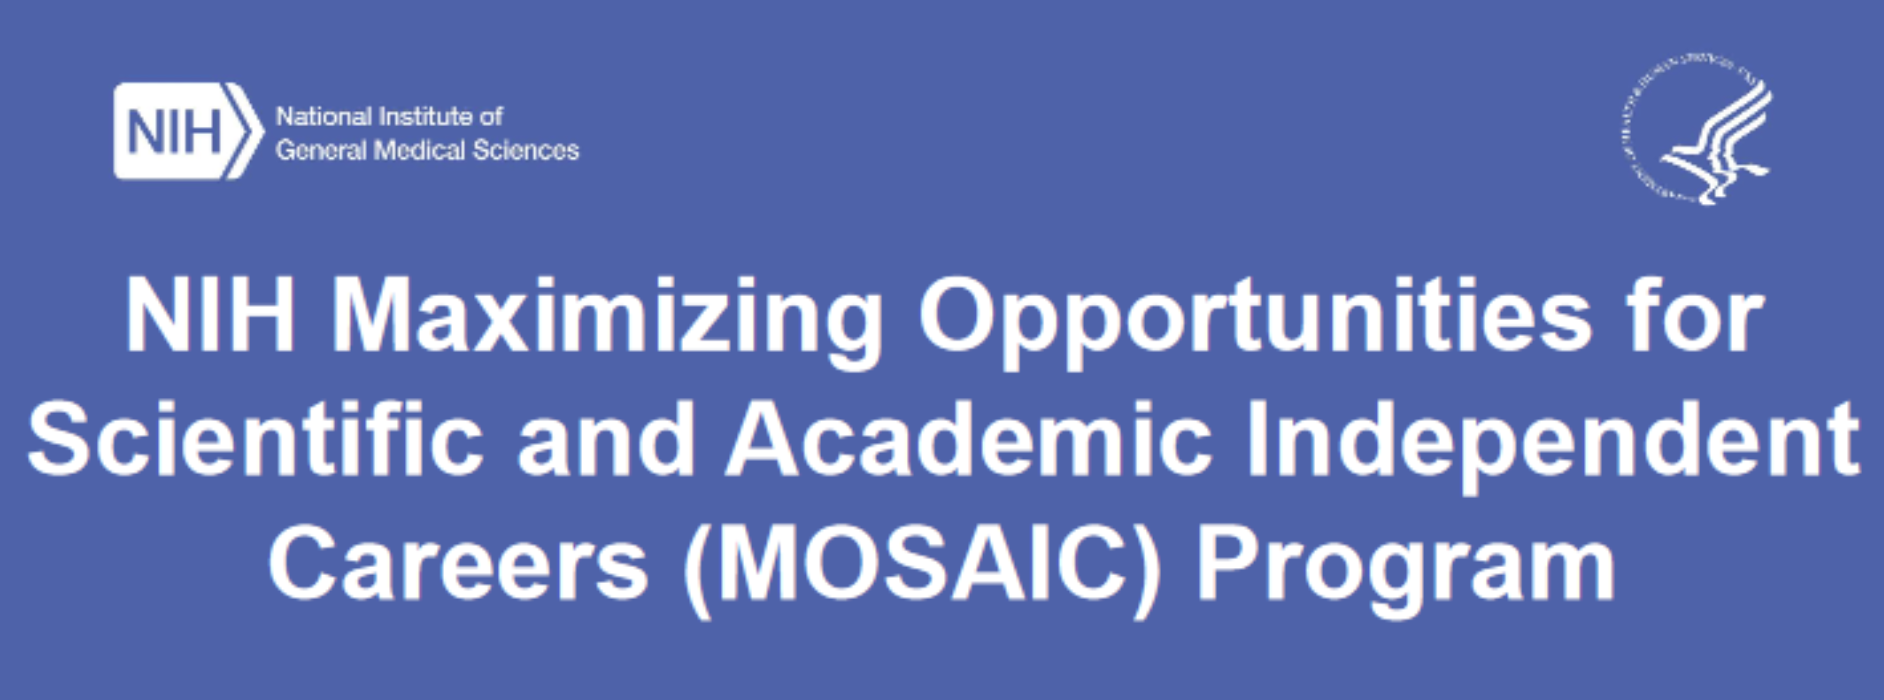 NIH
National Institute of
General Medical Sciences
NIH Maximizing Opportunities for
Scientific and Academic Independent
Careers (MOSAIC) Program